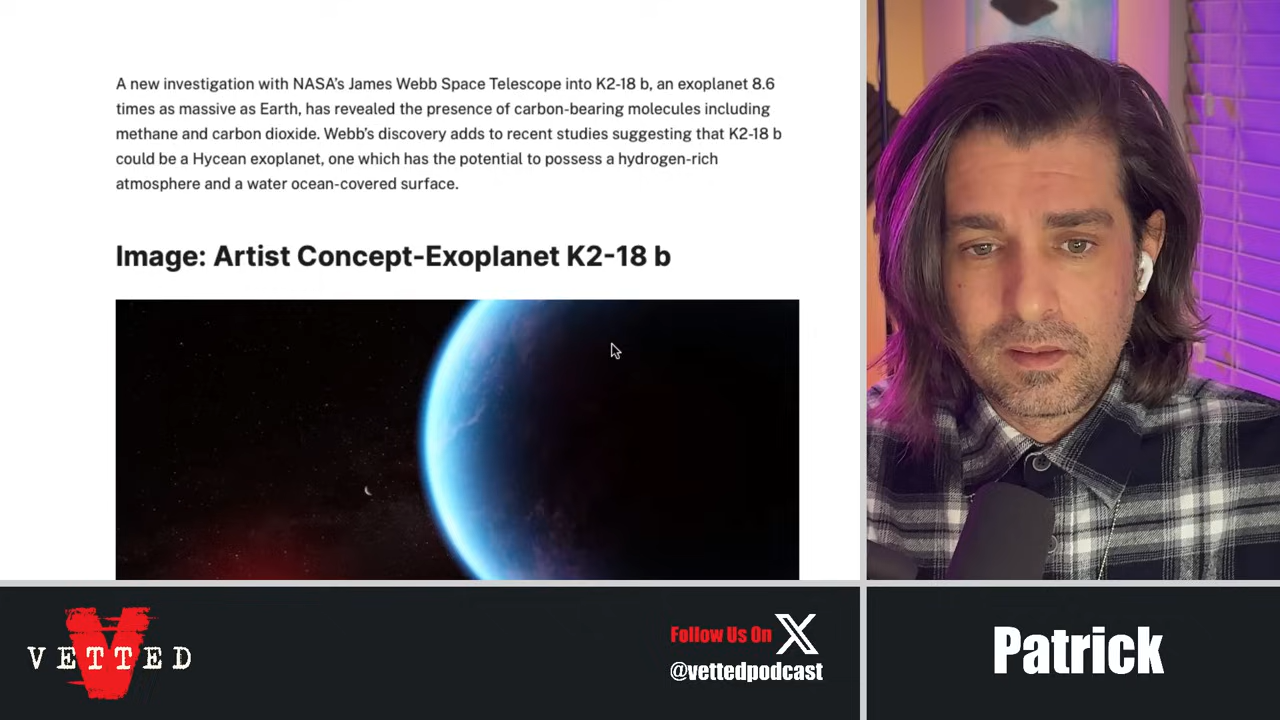 A new investigation with NASA's James Webb Space Telescope into K2-18 b, an exoplanet 8.6
times as massive as Earth, has revealed the presence of carbon-bearing molecules including
methane and carbon dioxide. Webb's discovery adds to recent studies suggesting that K2-18 b
could be a Hycean exoplanet, one which has the potential to possess a hydrogen-rich
atmosphere and a water ocean-covered surface.
Image: Artist Concept-Exoplanet K2-18 b
V
VETTED
Follow Us On X
@vettedpodcast
Patrick